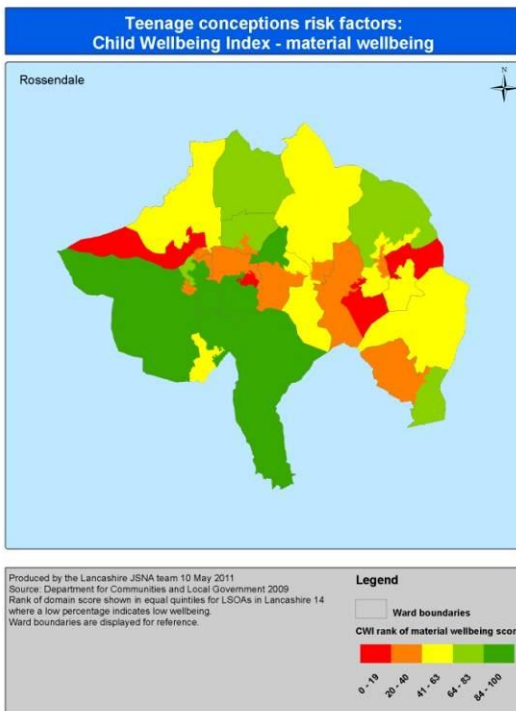 Teenage conceptions risk factors:
Child Wellbeing Index - material wellbeing
Rossendale
N
Produced by the Lancashire JSNA team 10 May 2011
Source: Department for Communities and Local Government 2009
Rank of domain score shown in equal quintiles for LSOAs in Lancashire 14
where a low percentage indicates low wellbeing.
Ward boundaries are displayed for reference.
Legend
Ward boundaries
CWI rank of material wellbeing score
0 - 19
20 - 40
41 - 63
64 - 83
84 - 100